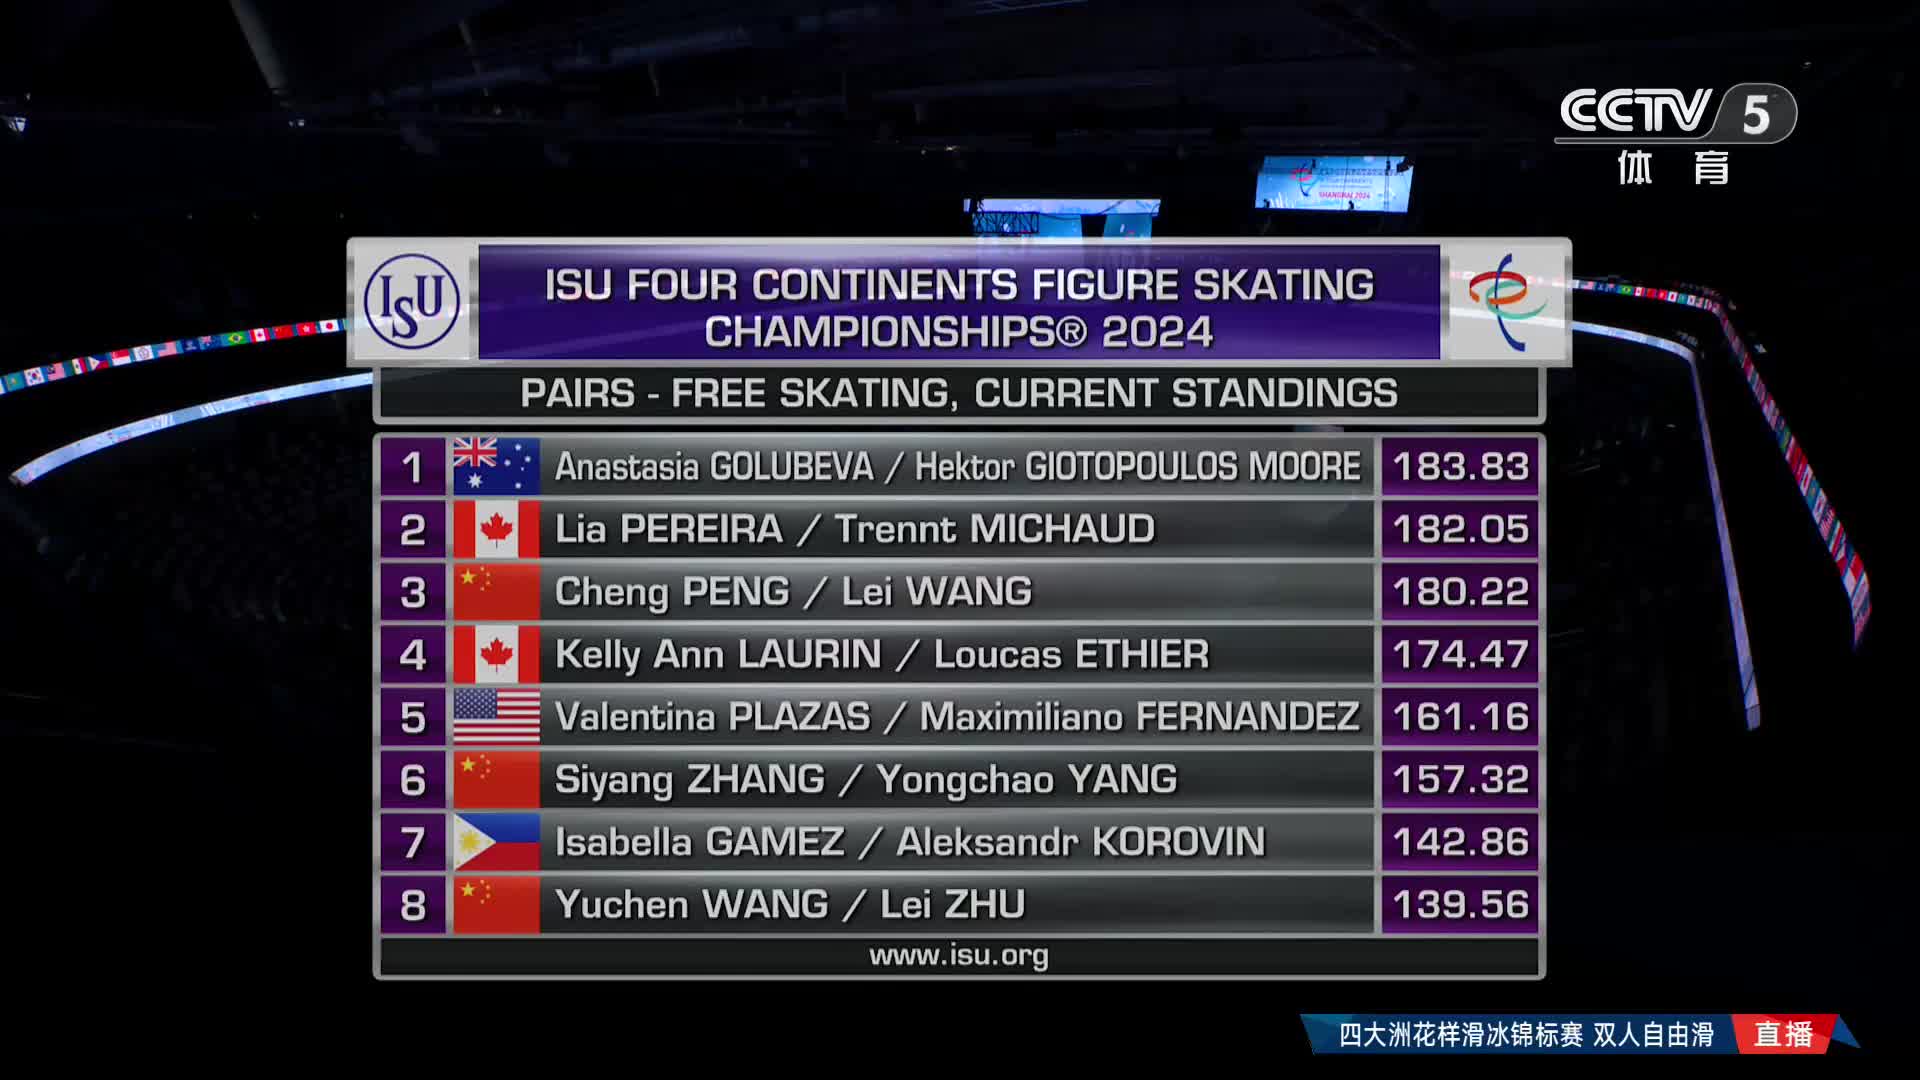 CCTV 5
体育
SHANGHAI 2024
ISU
ISU FOUR CONTINENTS FIGURE SKATING
CHAMPIONSHIPS® 2024
PAIRS - FREE SKATING, CURRENT STANDINGS
1 Anastasia GOLUBEVA / Hektor GIOTOPOULOS MOORE 183.83
2 Lia PEREIRA / Trennt MICHAUD 182.05
3 Cheng PENG / Lei WANG 180.22
4 Kelly Ann LAURIN / Loucas ETHIER 174.47
5 Valentina PLAZAS / Maximiliano FERNANDEZ 161.16
6 Siyang ZHANG / Yongchao YANG 157.32
7 Isabella GAMEZ / Aleksandr KOROVIN 142.86
8 Yuchen WANG / Lei ZHU 139.56
www.isu.org
四大洲花样滑冰锦标赛 双人自由滑 直播